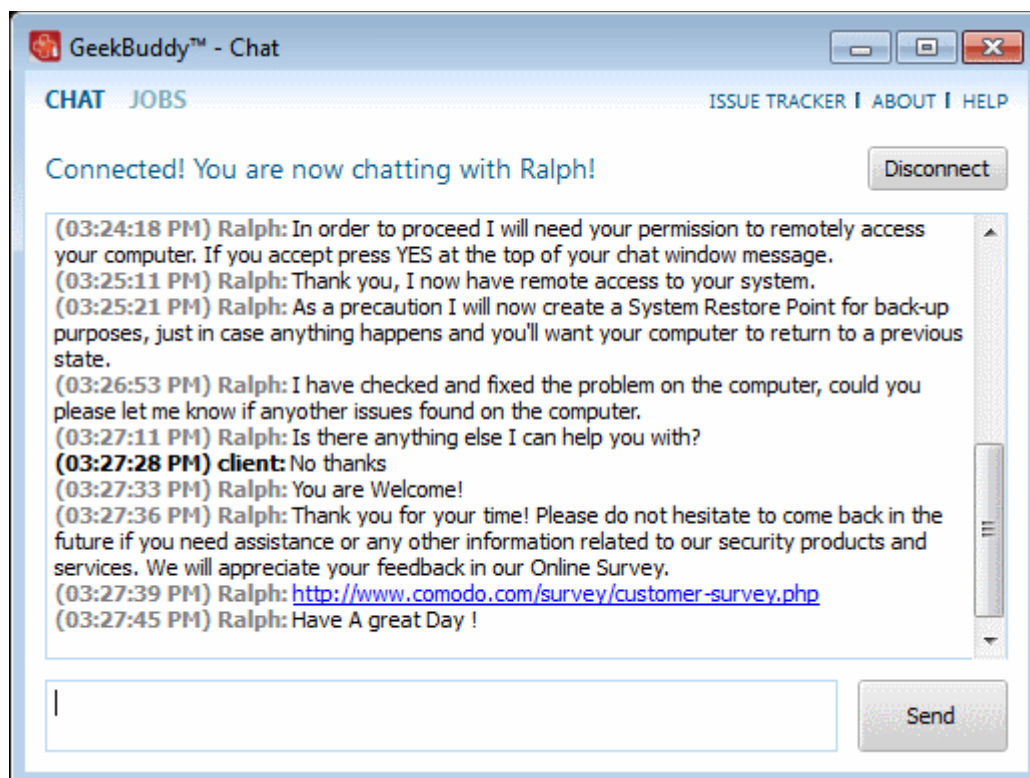 GeekBuddy™ - Chat
CHAT JOBS
ISSUE TRACKER | ABOUT | HELP
Connected! You are now chatting with Ralph!
Disconnect
(03:24:18 PM) Ralph: In order to proceed I will need your permission to remotely access
your computer. If you accept press YES at the top of your chat window message.
(03:25:11 PM) Ralph: Thank you, I now have remote access to your system.
(03:25:21 PM) Ralph: As a precaution I will now create a System Restore Point for back-up
purposes, just in case anything happens and you'll want your computer to return to a previous
state.
(03:26:53 PM) Ralph: I have checked and fixed the problem on the computer, could you
please let me know if anyother issues found on the computer.
(03:27:11 PM) Ralph: Is there anything else I can help you with?
(03:27:28 PM) client: No thanks
(03:27:33 PM) Ralph: You are Welcome!
(03:27:36 PM) Ralph: Thank you for your time! Please do not hesitate to come back in the
future if you need assistance or any other information related to our security products and
services. We will appreciate your feedback in our Online Survey.
(03:27:39 PM) Ralph: http://www.comodo.com/survey/customer-survey.php
(03:27:45 PM) Ralph: Have A great Day !
Send